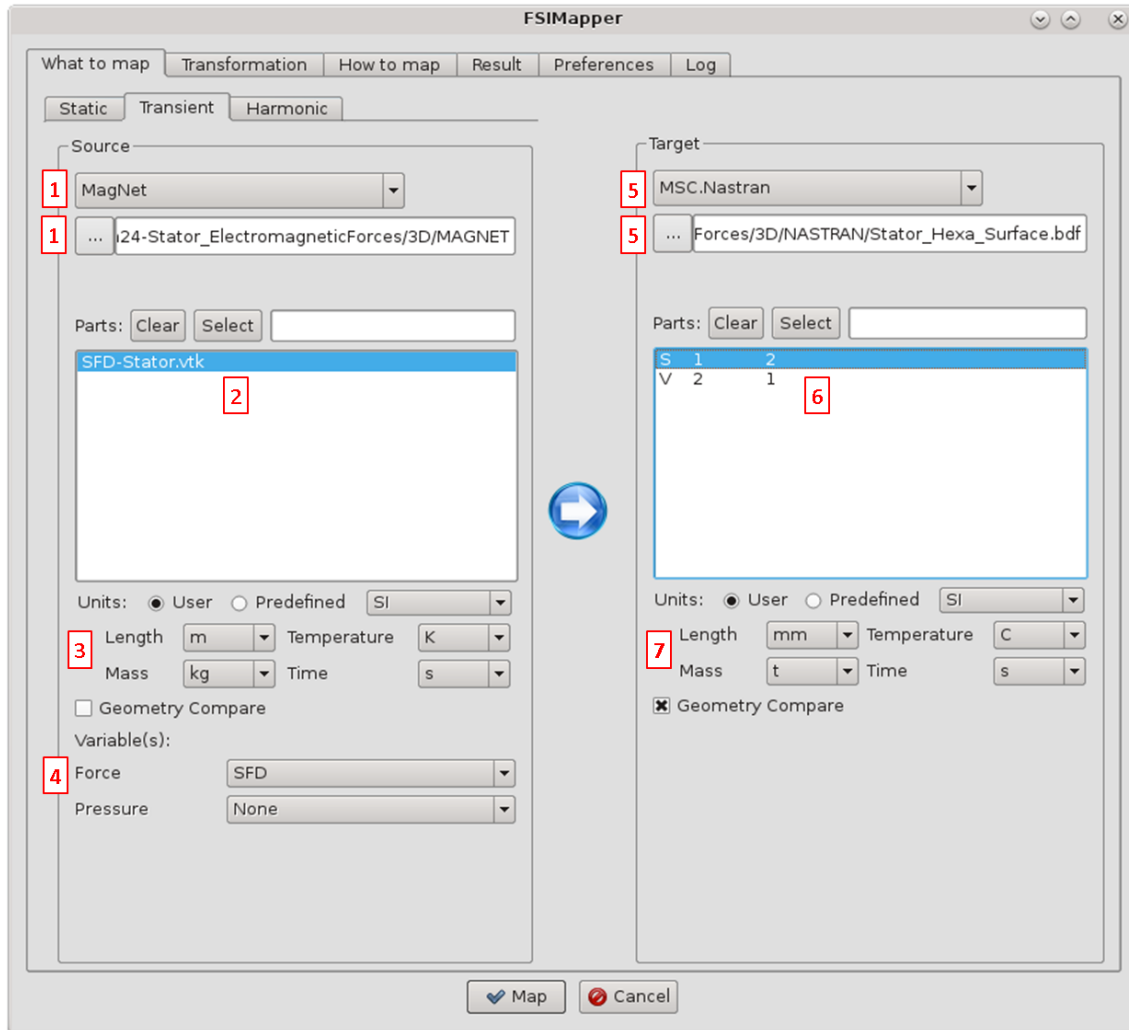 FSIMapper
What to map Transformation How to map Result Preferences Log
Static Transient Harmonic
Source
1 MagNet
1 ... 24-Stator_ElectromagneticForces/3D/MAGNET
Parts: Clear Select
SFD-Stator.vtk
2
Units: User Predefined SI
Length m Temperature K
3
Mass kg Time s
Geometry Compare
Variable(s):
4 Force SFD
Pressure None
Target
5 MSC.Nastran
5 ... Forces/3D/NASTRAN/Stator_Hexa_Surface.bdf
Parts: Clear Select
S 1 2
V 2 1
6
Units: User Predefined SI
Length mm Temperature C
7
Mass t Time s
Geometry Compare
Map Cancel